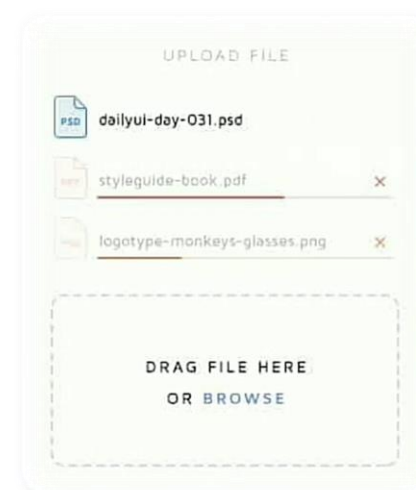 UPLOAD FILE
PSD
dailyui-day-031.psd
styleguide-book.pdf
×
logotype-monkeys-glasses.png
×
DRAG FILE HERE
OR BROWSE